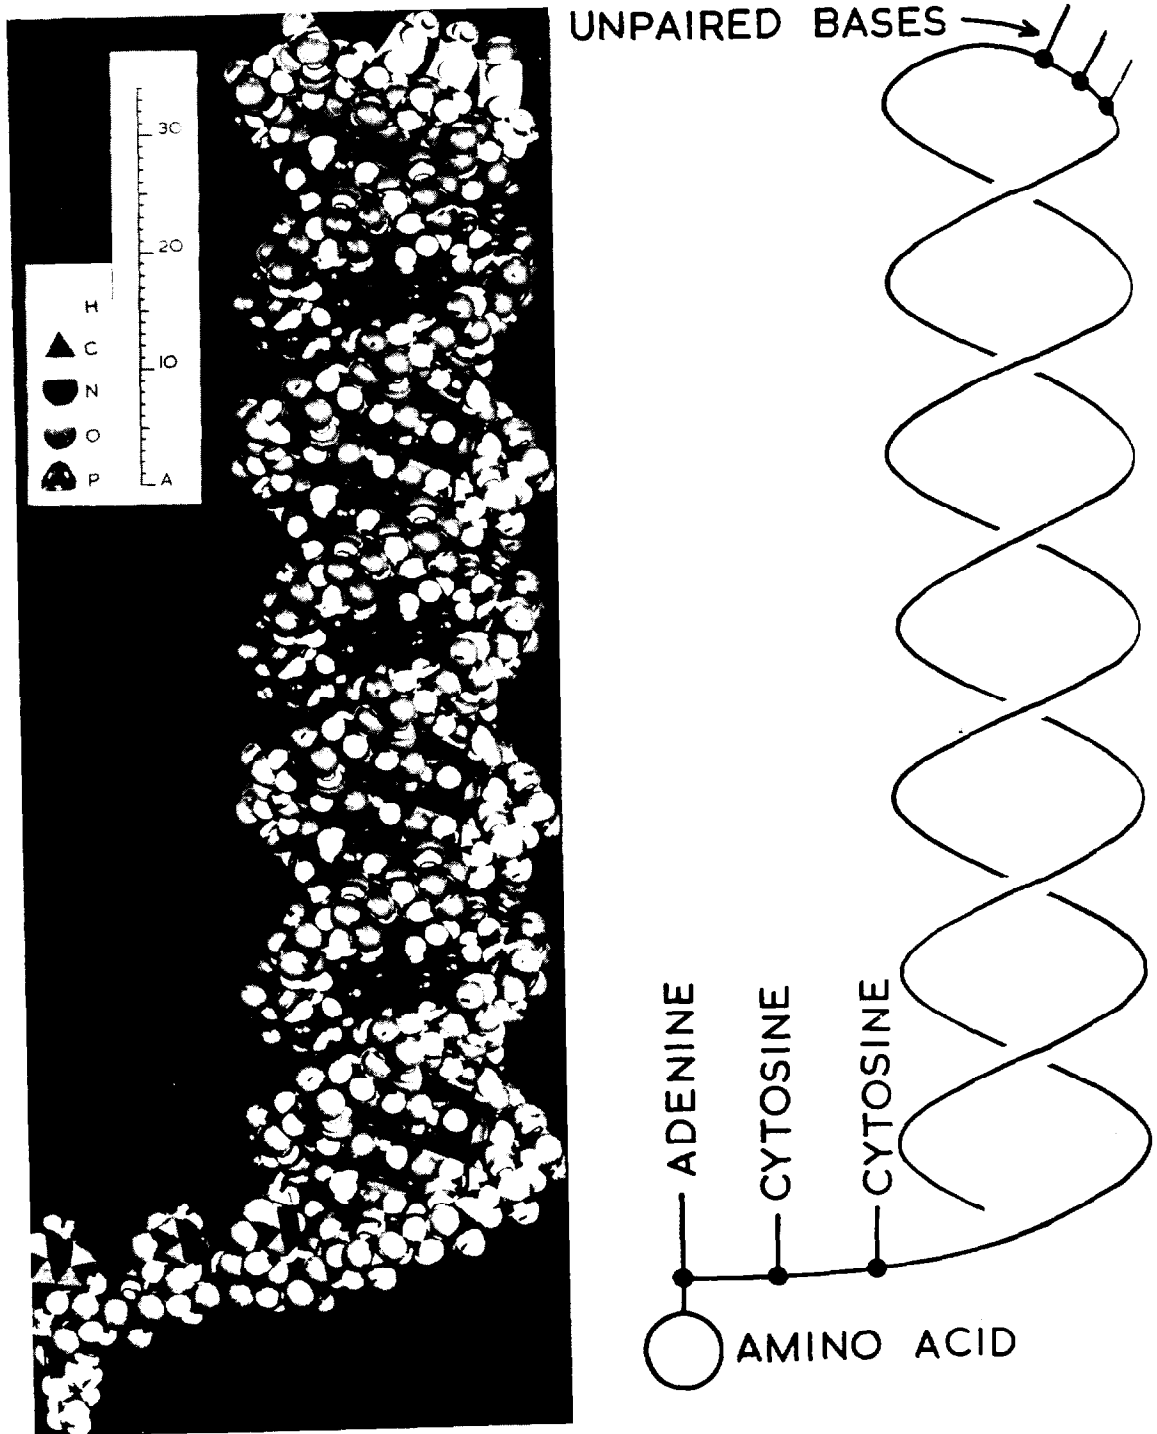 UNPAIRED BASES
30
20
10
A
H
C
N
O
P
ADENINE
CYTOSINE
CYTOSINE
AMINO ACID